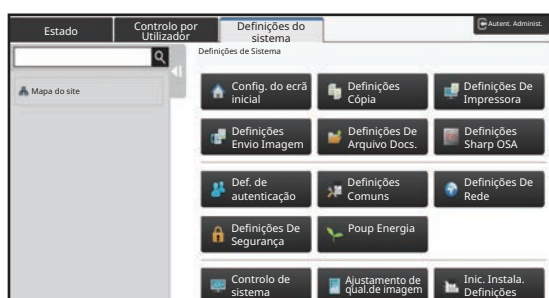 Estado
Controlo por
Utilizador
Definições do
sistema
Autent. Administ.
Definições de Sistema
Mapa do site
Config. do ecrã
inicial
Definições
Cópia
Definições De
Impressora
Definições
Envio Imagem
Definições De
Arquivo Docs.
Definições
Sharp OSA
Def. de
autenticação
Definições
Comuns
Definições De
Rede
Definições De
Segurança
Poup Energia
Controlo de
sistema
Ajustamento de
qual.de imagem
Inic. Instala.
Definições